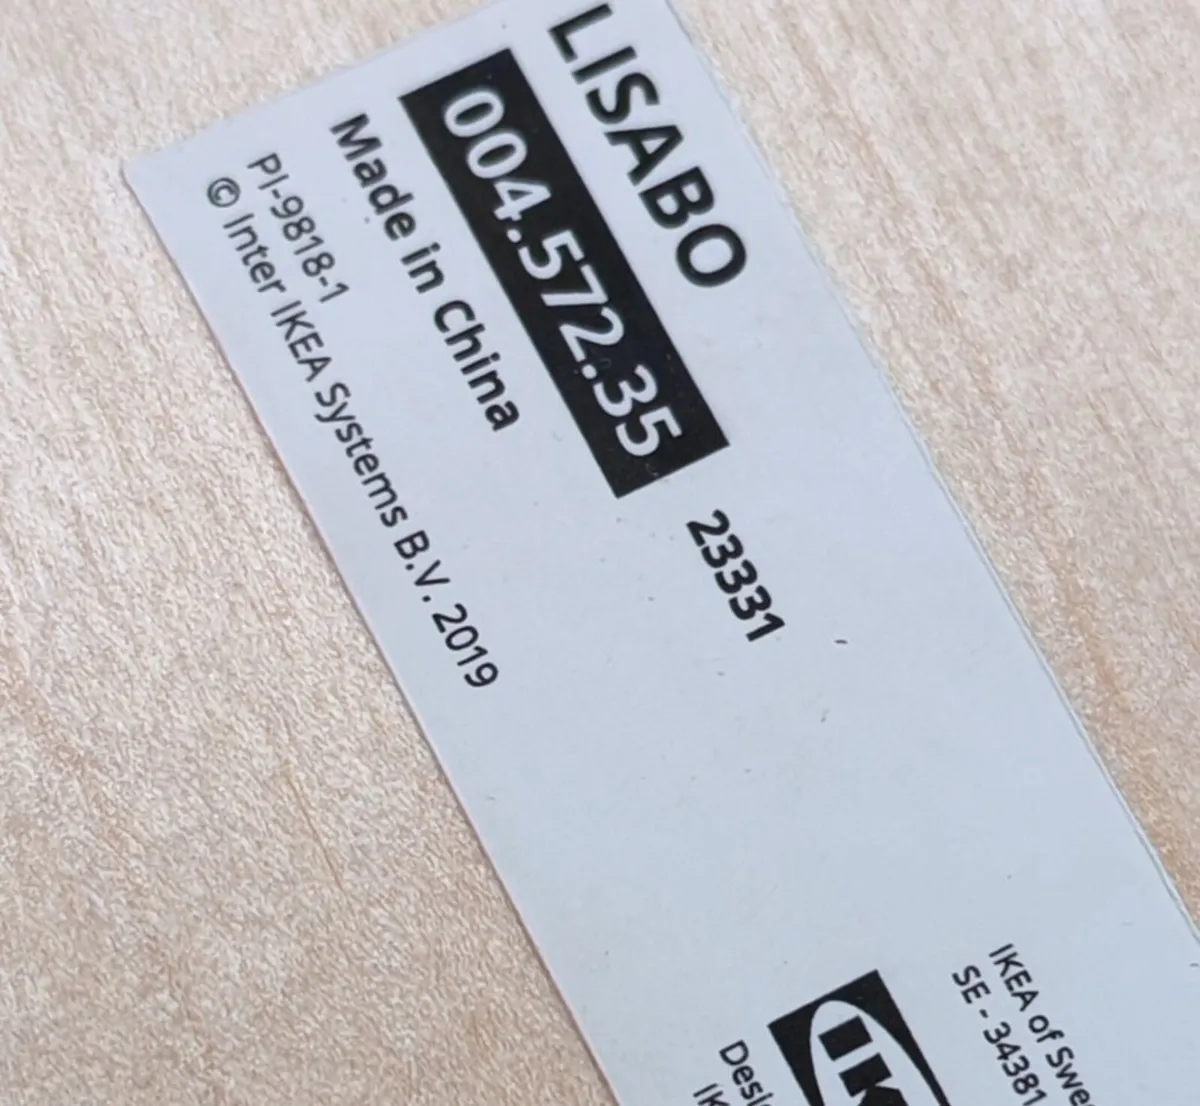 LISABO
004.572.35 23331
Made in China
PI-9818-1
© Inter IKEA Systems B.V. 2019
IKEA of
SE - 34381